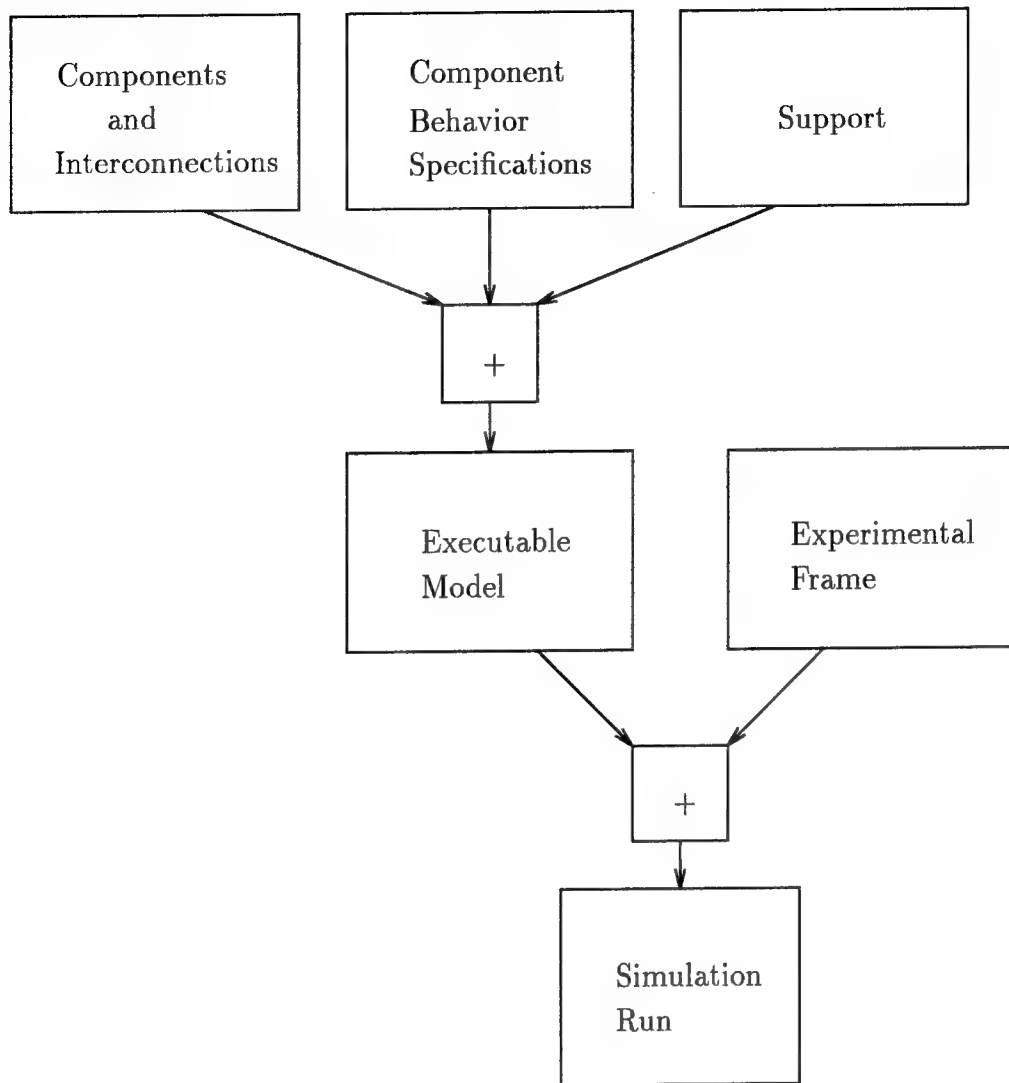 Components
and
Interconnections
Component
Behavior
Specifications
Support
+
Executable
Model
Experimental
Frame
+
Simulation
Run